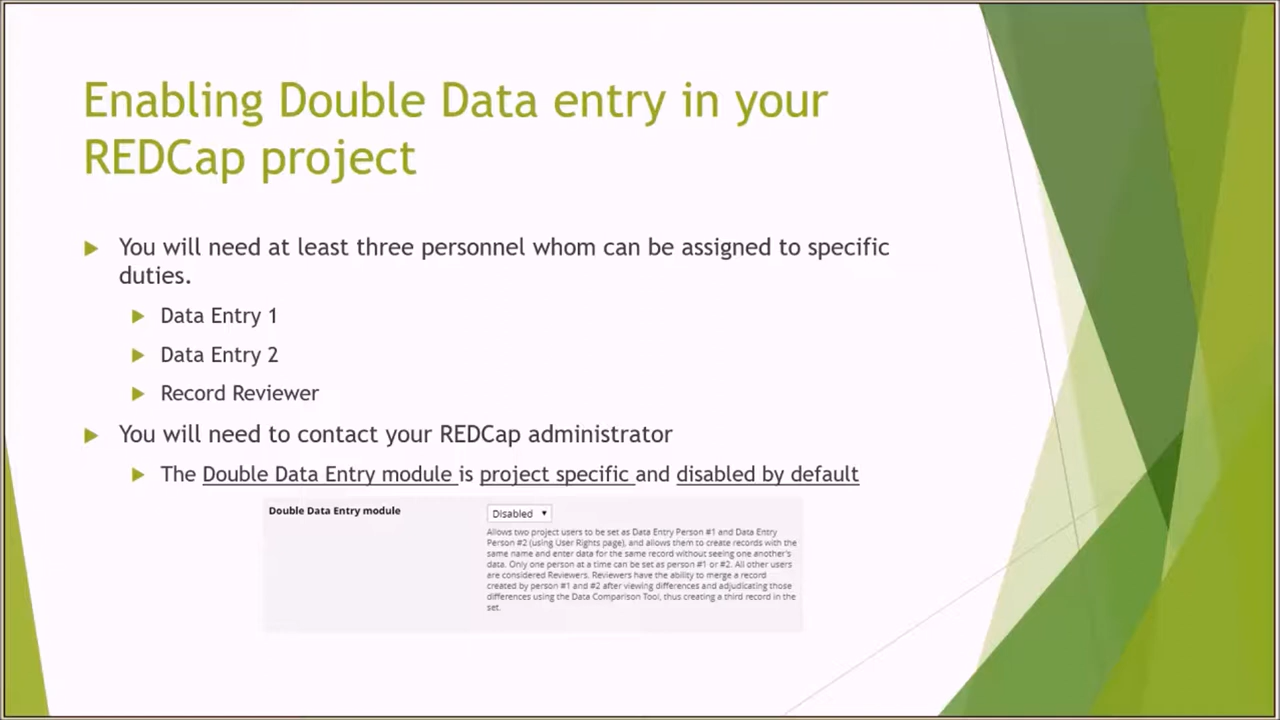 Enabling Double Data entry in your
REDCap project
You will need at least three personnel whom can be assigned to specific
duties.
Data Entry 1
Data Entry 2
Record Reviewer
You will need to contact your REDCap administrator
The Double Data Entry module is project specific and disabled by default
Double Data Entry module
Disabled
Allows two project users to be set as Data Entry Person #1 and Data Entry
Person #2 (using User Rights page), and allows them to create records with the
same name and enter data for the same record without seeing one another's
data. Only one person at a time can be set as person #1 or #2. All other users
are considered Reviewers. Reviewers have the ability to merge a record
created by person #1 and #2 after viewing differences and adjudicating those
differences using the Data Comparison Tool, thus creating a third record in the
set.